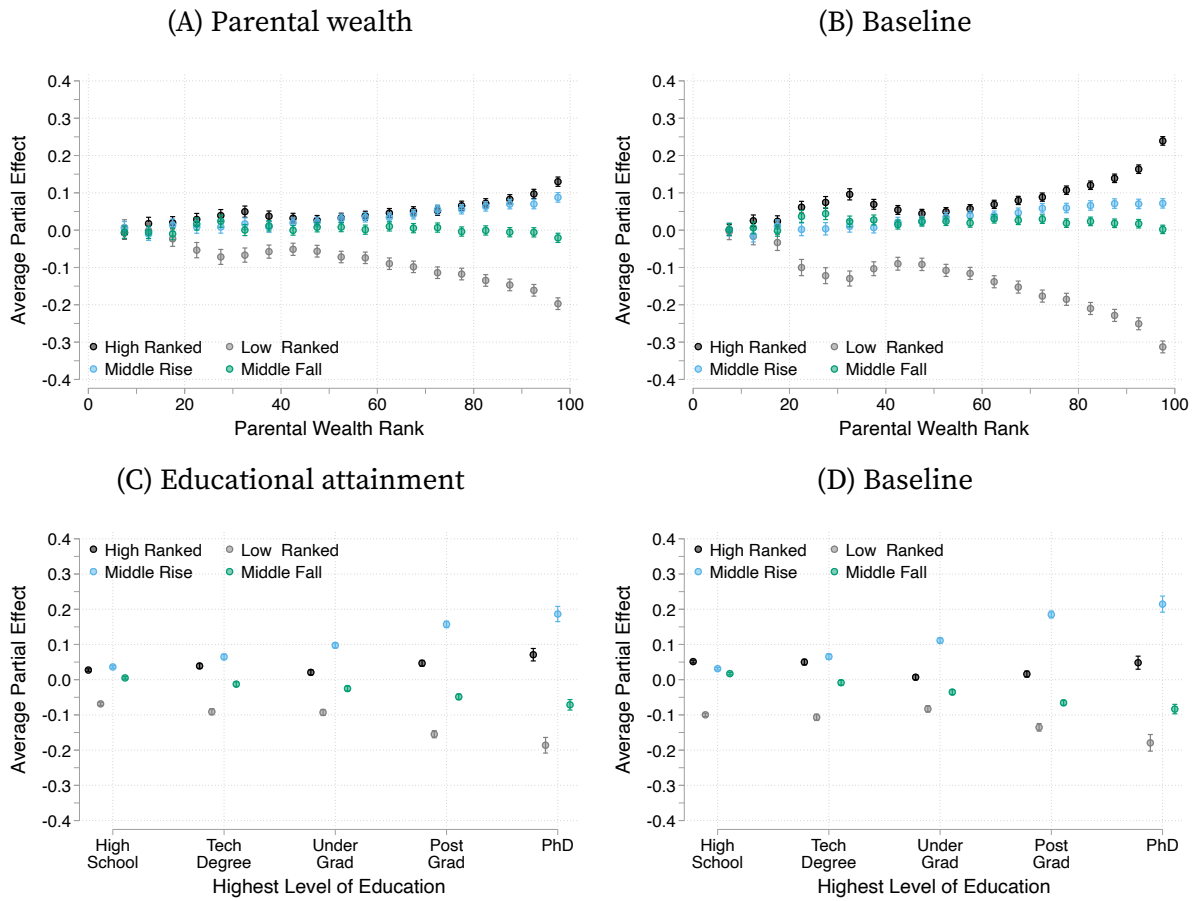 (A) Parental wealth
0.4
0.3
0.2
0.1
0.0
-0.1
-0.2
-0.3
-0.4
Average Partial Effect
High Ranked
Low Ranked
Middle Rise
Middle Fall
0 20 40 60 80 100
Parental Wealth Rank
(B) Baseline
0.4
0.3
0.2
0.1
0.0
-0.1
-0.2
-0.3
-0.4
Average Partial Effect
High Ranked
Low Ranked
Middle Rise
Middle Fall
0 20 40 60 80 100
Parental Wealth Rank
(C) Educational attainment
0.4
0.3
0.2
0.1
0.0
-0.1
-0.2
-0.3
-0.4
Average Partial Effect
High Ranked
Low Ranked
Middle Rise
Middle Fall
High School
Tech Degree
Under Grad
Post Grad
PhD
Highest Level of Education
(D) Baseline
0.4
0.3
0.2
0.1
0.0
-0.1
-0.2
-0.3
-0.4
Average Partial Effect
High Ranked
Low Ranked
Middle Rise
Middle Fall
High School
Tech Degree
Under Grad
Post Grad
PhD
Highest Level of Education